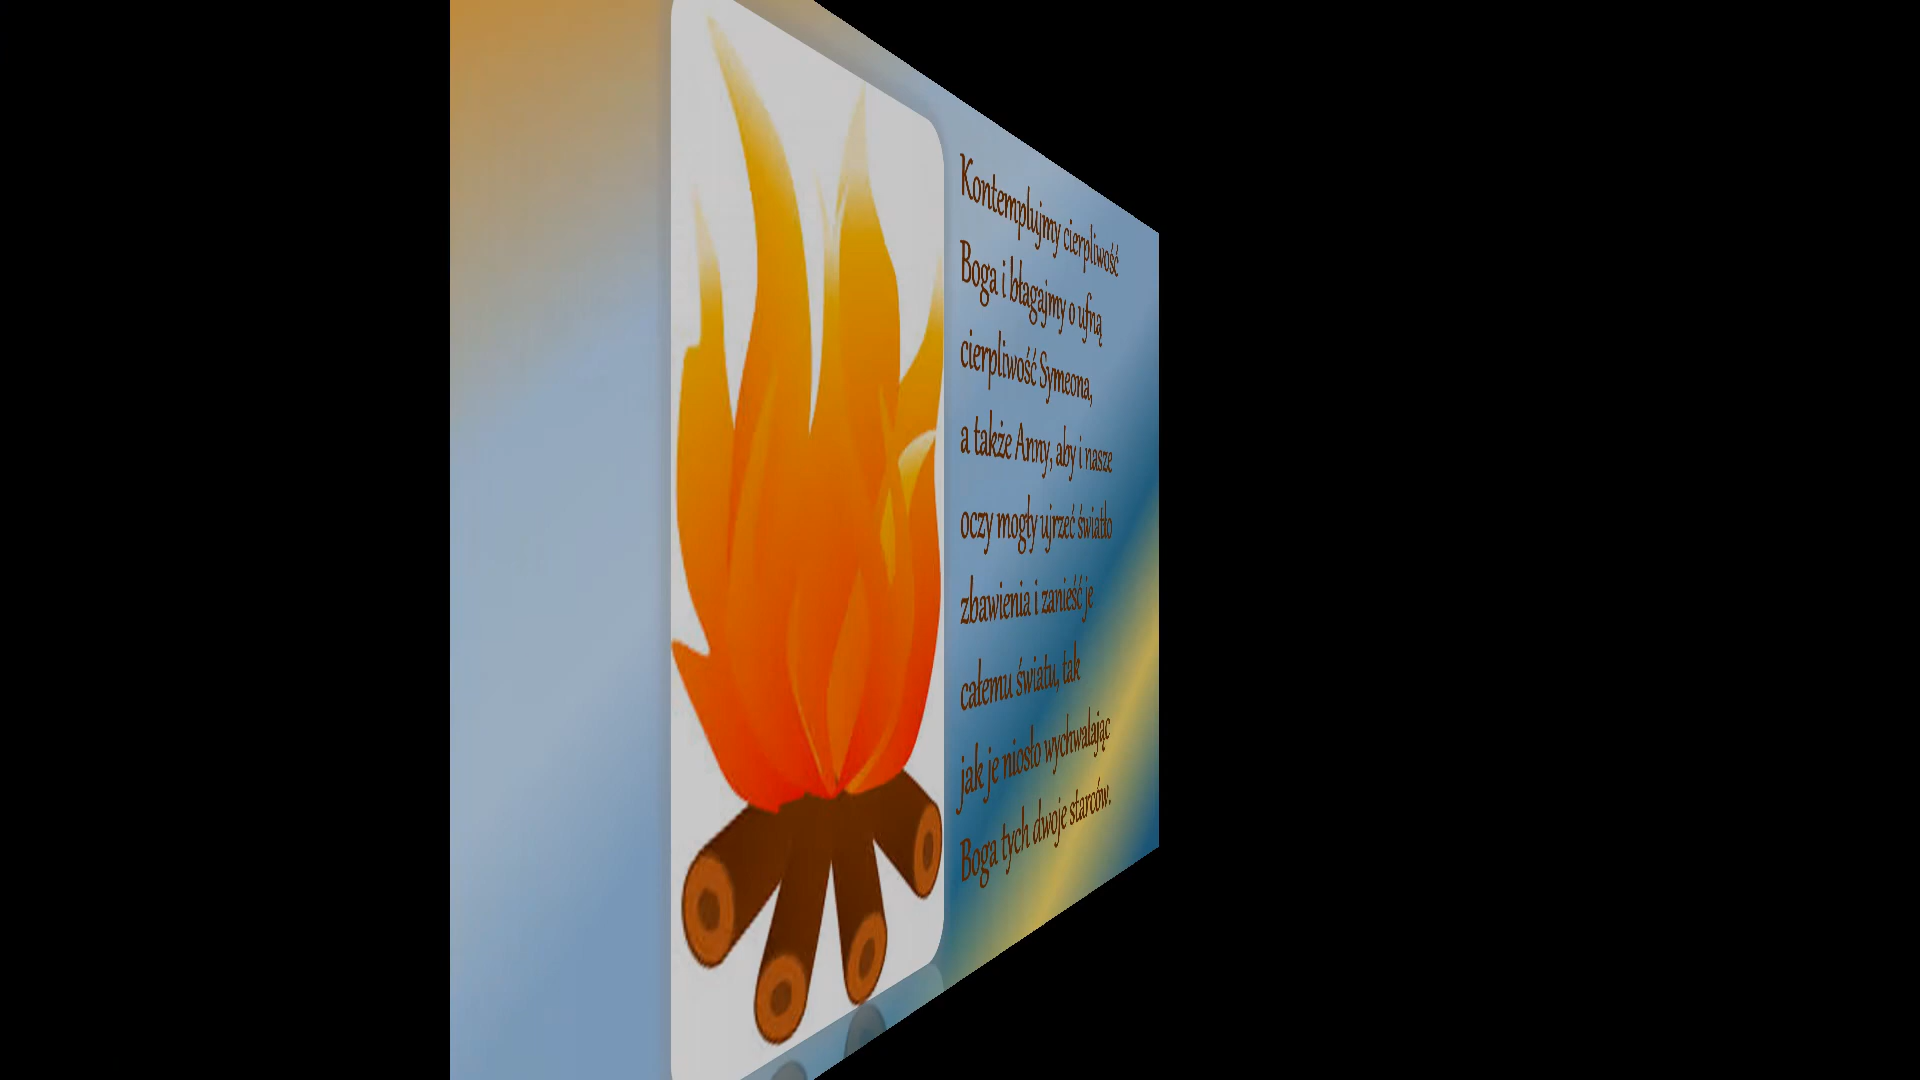 Kontemplujmy cierpliwość
Boga i błagajmy o ufną
cierpliwość Symeona,
a także Anny, aby i nasze
oczy mogły ujrzeć światło
zbawienia i zanieść je
całemu światu, tak
jak je niosło wychwalając
Boga tych dwoje starców.